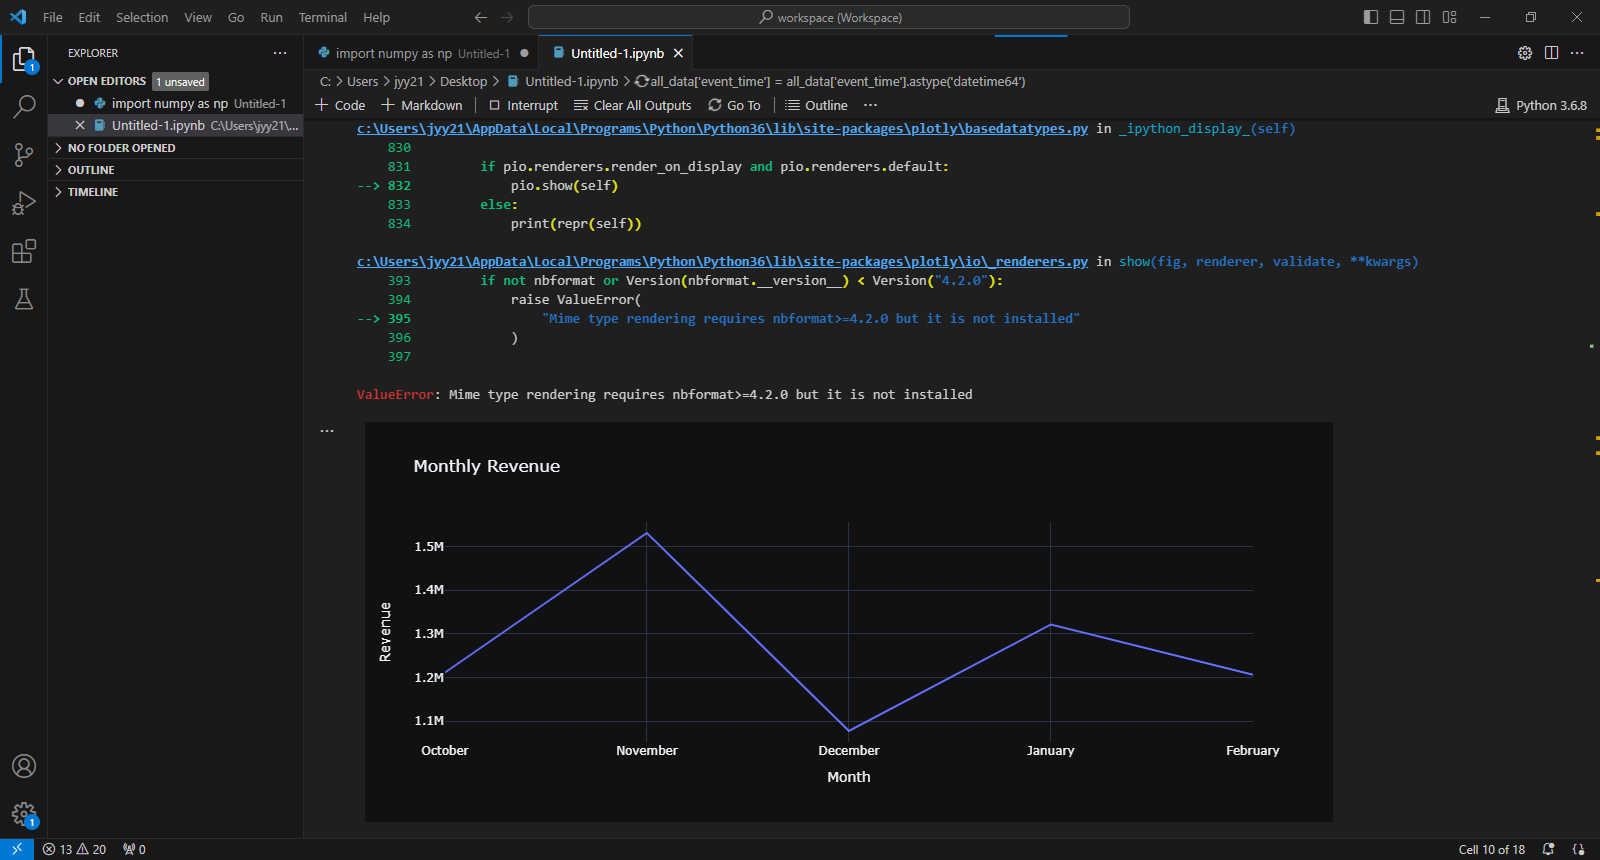 File Edit Selection View Go Run Terminal Help
workspace (Workspace)
EXPLORER
OPEN EDITORS 1 unsaved
import numpy as np Untitled-1
Untitled-1.ipynb C:\Users\jyy21\...
NO FOLDER OPENED
OUTLINE
TIMELINE
1
1
import numpy as np Untitled-1
Untitled-1.ipynb
C: > Users > jyy21 > Desktop > Untitled-1.ipynb > all_data['event_time'] = all_data['event_time'].astype('datetime64')
+ Code + Markdown Interrupt Clear All Outputs Go To Outline ...
Python 3.6.8
c:\Users\jyy21\AppData\Local\Programs\Python\Python36\lib\site-packages\plotly\basedatatypes.py in _ipython_display_(self)
830
831 if pio.renderers.render_on_display and pio.renderers.default:
--> 832 pio.show(self)
833 else:
834 print(repr(self))
c:\Users\jyy21\AppData\Local\Programs\Python\Python36\lib\site-packages\plotly\io\_renderers.py in show(fig, renderer, validate, **kwargs)
393 if not nbformat or Version(nbformat.__version__) < Version("4.2.0"):
394 raise ValueError(
--> 395 "Mime type rendering requires nbformat>=4.2.0 but it is not installed"
396 )
397
ValueError: Mime type rendering requires nbformat>=4.2.0 but it is not installed
...
Monthly Revenue
Revenue
1.5M
1.4M
1.3M
1.2M
1.1M
October November December January February
Month
13 20 0
Cell 10 of 18